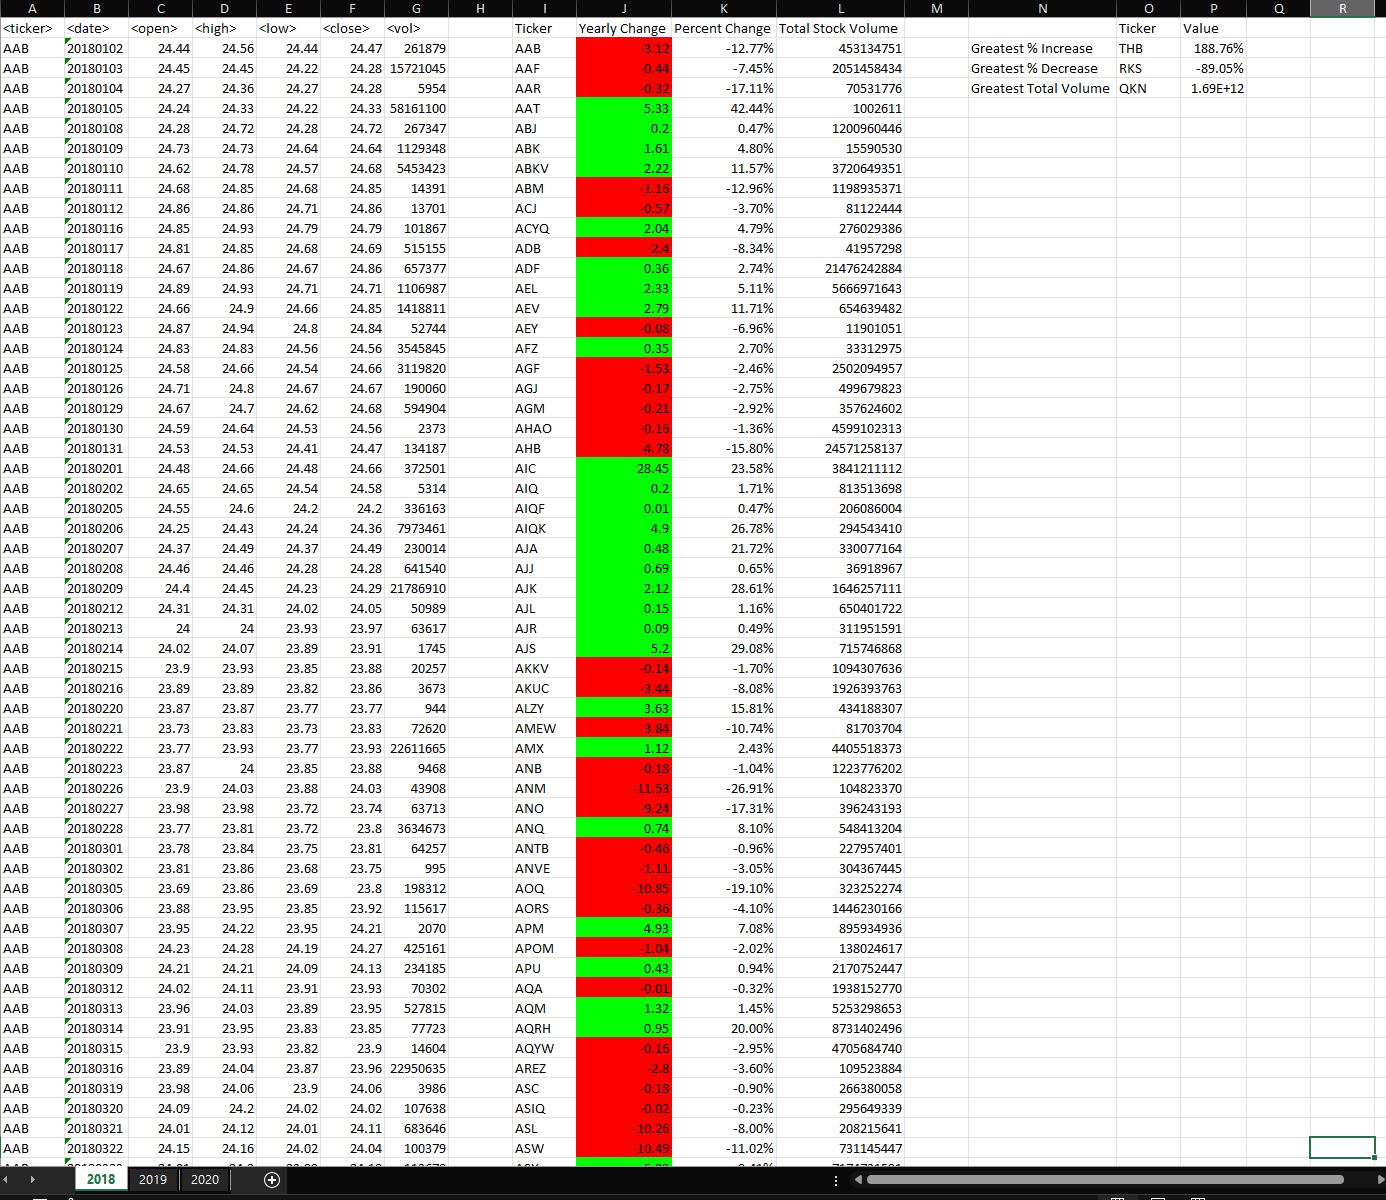 A B C D E F G H I J K L M N O P Q R
<ticker> <date> <open> <high> <low> <close> <vol> Ticker Yearly Change Percent Change Total Stock Volume Ticker Value
AAB 20180102 24.44 24.56 24.44 24.47 261879 AAB -3.12 -12.77% 453134751 Greatest % Increase THB 188.76%
AAB 20180103 24.45 24.45 24.22 24.28 15721045 AAF -0.44 -7.45% 2051458434 Greatest % Decrease RKS -89.05%
AAB 20180104 24.27 24.36 24.27 24.28 5954 AAR -0.32 -17.11% 70531776 Greatest Total Volume QKN 1.69E+12
AAB 20180105 24.24 24.33 24.22 24.33 58161100 AAT 5.33 42.44% 1002611
AAB 20180108 24.28 24.72 24.28 24.72 267347 ABJ 0.2 0.47% 1200960446
AAB 20180109 24.73 24.73 24.64 24.64 1129348 ABK 1.61 4.80% 15590530
AAB 20180110 24.62 24.78 24.57 24.68 5453423 ABKV 2.22 11.57% 3720649351
AAB 20180111 24.68 24.85 24.68 24.85 14391 ABM -1.16 -12.96% 1198935371
AAB 20180112 24.86 24.86 24.71 24.86 13701 ACJ -0.57 -3.70% 81122444
AAB 20180116 24.85 24.93 24.79 24.79 101867 ACYQ 2.04 4.79% 276029386
AAB 20180117 24.81 24.85 24.68 24.69 515155 ADB -2.4 -8.34% 41957298
AAB 20180118 24.67 24.86 24.67 24.86 657377 ADF 0.36 2.74% 21476242884
AAB 20180119 24.89 24.93 24.71 24.71 1106987 AEL 2.33 5.11% 5666971643
AAB 20180122 24.66 24.9 24.66 24.85 1418811 AEV 2.79 11.71% 654639482
AAB 20180123 24.87 24.94 24.8 24.84 52744 AEY -0.08 -6.96% 11901051
AAB 20180124 24.83 24.83 24.56 24.56 3545845 AFZ 0.35 2.70% 33312975
AAB 20180125 24.58 24.66 24.54 24.66 3119820 AGF -1.53 -2.46% 2502094957
AAB 20180126 24.71 24.8 24.67 24.67 190060 AGJ -0.17 -2.75% 499679823
AAB 20180129 24.67 24.7 24.62 24.68 594904 AGM -0.21 -2.92% 357624602
AAB 20180130 24.59 24.64 24.53 24.56 2373 AHAO -0.16 -1.36% 4599102313
AAB 20180131 24.53 24.53 24.41 24.47 134187 AHB -4.78 -15.80% 24571258137
AAB 20180201 24.48 24.66 24.48 24.66 372501 AIC 28.45 23.58% 3841211112
AAB 20180202 24.65 24.65 24.54 24.58 5314 AIQ 0.2 1.71% 813513698
AAB 20180205 24.55 24.6 24.2 24.2 336163 AIQF 0.01 0.47% 206086004
AAB 20180206 24.25 24.43 24.24 24.36 7973461 AIQK 4.9 26.78% 294543410
AAB 20180207 24.37 24.49 24.37 24.49 230014 AJA 0.48 21.72% 330077164
AAB 20180208 24.46 24.46 24.28 24.28 641540 AJJ 0.69 0.65% 36918967
AAB 20180209 24.4 24.45 24.23 24.29 21786910 AJK 2.12 28.61% 1646257111
AAB 20180212 24.31 24.31 24.02 24.05 50989 AJL 0.15 1.16% 650401722
AAB 20180213 24 24 23.93 23.97 63617 AJR 0.09 0.49% 311951591
AAB 20180214 24.02 24.07 23.89 23.91 1745 AJS 5.2 29.08% 715746868
AAB 20180215 23.9 23.93 23.85 23.88 20257 AKKV -0.14 -1.70% 1094307636
AAB 20180216 23.89 23.89 23.82 23.86 3673 AKUC -3.44 -8.08% 1926393763
AAB 20180220 23.87 23.87 23.77 23.77 944 ALZY 3.63 15.81% 434188307
AAB 20180221 23.73 23.83 23.73 23.83 72620 AMEW -3.84 -10.74% 81703704
AAB 20180222 23.77 23.93 23.77 23.93 22611665 AMX 1.12 2.43% 4405518373
AAB 20180223 23.87 24 23.85 23.88 9468 ANB -0.18 -1.04% 1223776202
AAB 20180226 23.9 24.03 23.88 24.03 43908 ANM -11.53 -26.91% 104823370
AAB 20180227 23.98 23.98 23.72 23.74 63713 ANO -9.24 -17.31% 396243193
AAB 20180228 23.77 23.81 23.72 23.8 3634673 ANQ 0.74 8.10% 548413204
AAB 20180301 23.78 23.84 23.75 23.81 64257 ANTB -0.46 -0.96% 227957401
AAB 20180302 23.81 23.86 23.68 23.75 995 ANVE -1.11 -3.05% 304367445
AAB 20180305 23.69 23.86 23.69 23.8 198312 AOQ -10.85 -19.10% 323252274
AAB 20180306 23.88 23.95 23.85 23.92 115617 AORS -0.36 -4.10% 1446230166
AAB 20180307 23.95 24.22 23.95 24.21 2070 APM 4.93 7.08% 895934936
AAB 20180308 24.23 24.28 24.19 24.27 425161 APOM -1.04 -2.02% 138024617
AAB 20180309 24.21 24.21 24.09 24.13 234185 APU 0.43 0.94% 2170752447
AAB 20180312 24.02 24.11 23.91 23.93 70302 AQA -0.01 -0.32% 1938152770
AAB 20180313 23.96 24.03 23.89 23.95 527815 AQM 1.32 1.45% 5253298653
AAB 20180314 23.91 23.95 23.83 23.85 77723 AQRH 0.95 20.00% 8731402496
AAB 20180315 23.9 23.93 23.82 23.9 14604 AQYW -0.16 -2.95% 4705684740
AAB 20180316 23.89 24.04 23.87 23.96 22950635 AREZ -2.8 -3.60% 109523884
AAB 20180319 23.98 24.06 23.9 24.06 3986 ASC -0.18 -0.90% 266380058
AAB 20180320 24.09 24.2 24.02 24.02 107638 ASIQ -0.02 -0.23% 295649339
AAB 20180321 24.01 24.12 24.01 24.11 683646 ASL -10.26 -8.00% 208215641
AAB 20180322 24.15 24.16 24.02 24.04 100379 ASW -10.49 -11.02% 731145447
2018 2019 2020